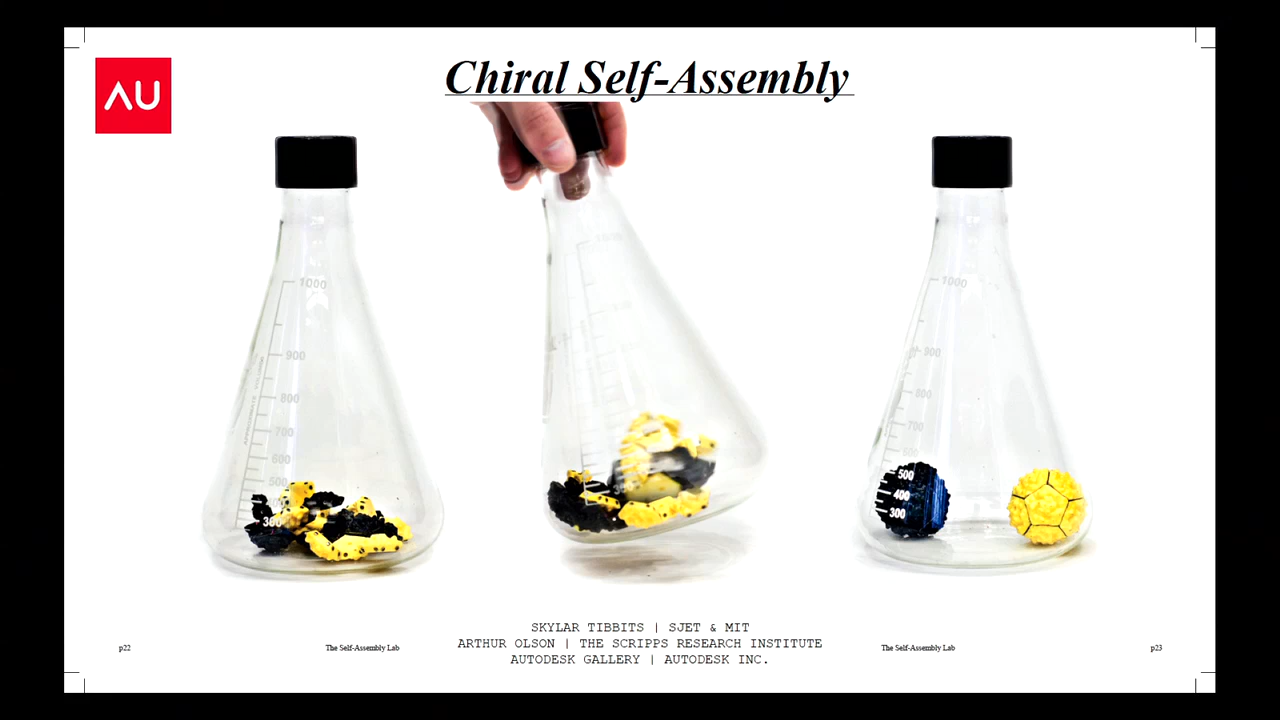 AU
Chiral Self-Assembly
1000
900
800
700
600
500
300
1000
900
800
700
500
400
300
SKYLAR TIBBITS | SJET & MIT
ARTHUR OLSON | THE SCRIPPS RESEARCH INSTITUTE
AUTODESK GALLERY | AUTODESK INC.
p22
The Self-Assembly Lab
The Self-Assembly Lab
p23